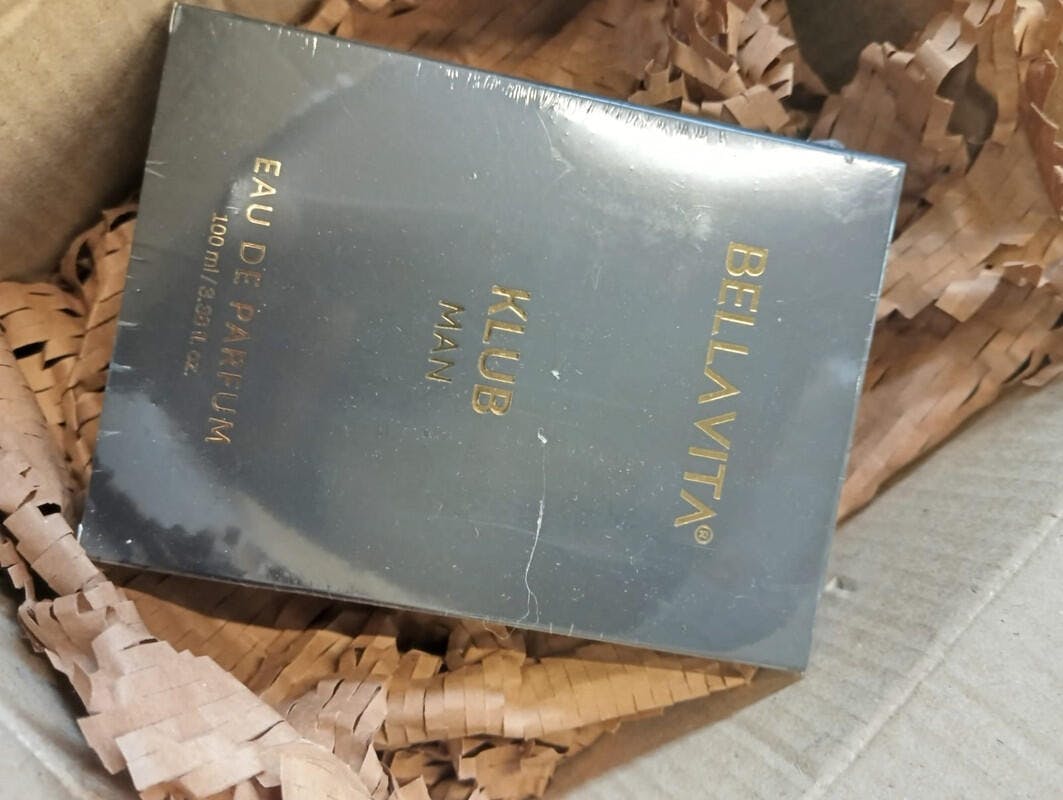 BELLAVITA®
KLUB
MAN
EAU DE PARFUM
100 ml / 3.38 fl. oz